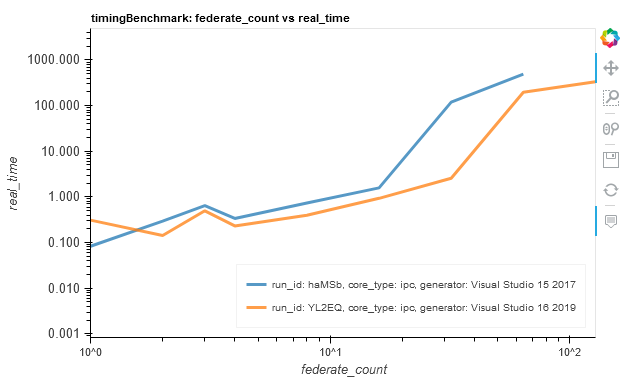 timingBenchmark: federate_count vs real_time
1000.000
100.000
10.000
1.000
0.100
0.010
0.001
real_time
run_id: haMSb, core_type: ipc, generator: Visual Studio 15 2017
run_id: YL2EQ, core_type: ipc, generator: Visual Studio 16 2019
10^0
10^1
10^2
federate_count